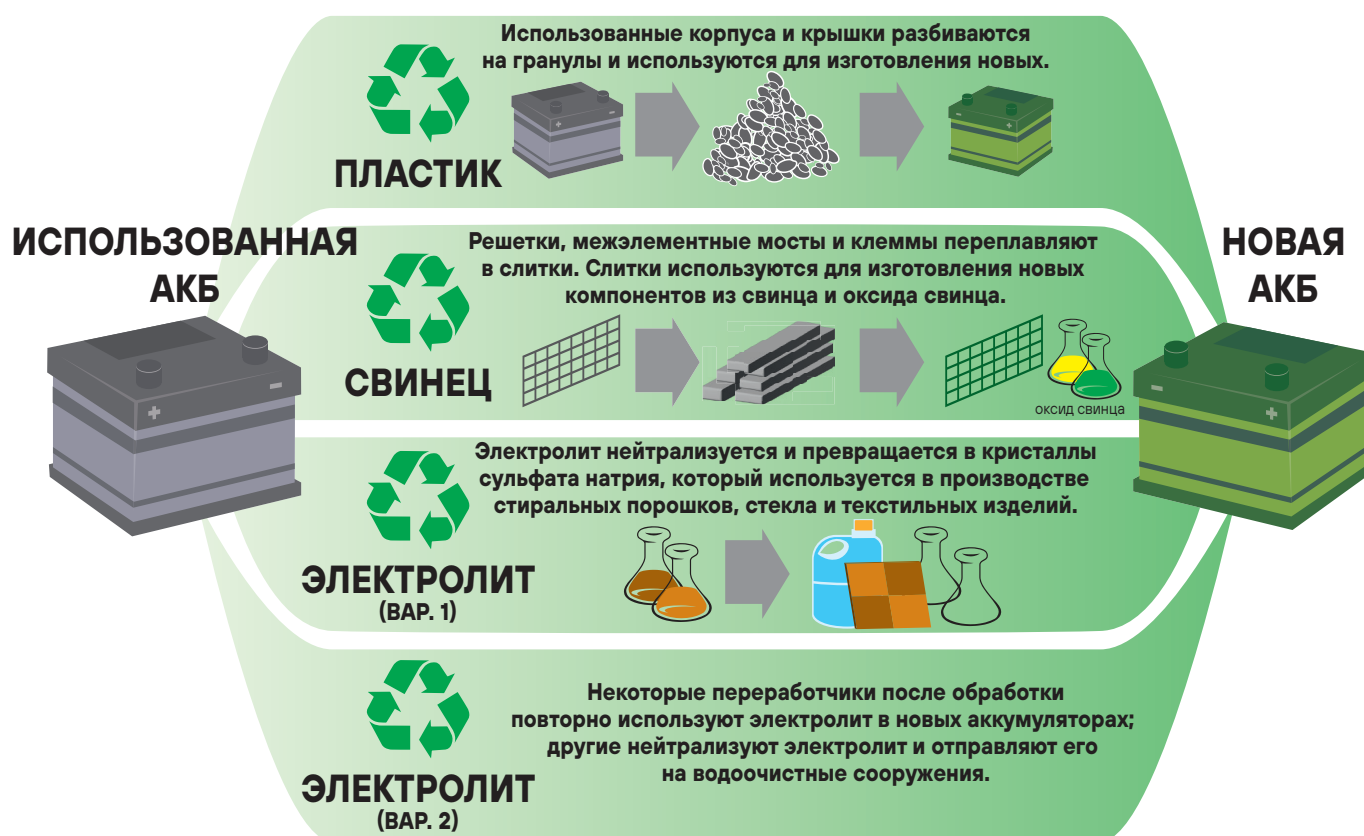 Использованные корпуса и крышки разбиваются
на гранулы и используются для изготовления новых.
ПЛАСТИК
ИСПОЛЬЗОВАННАЯ
АКБ
НОВАЯ
АКБ
Решетки, межэлементные мосты и клеммы переплавляют
в слитки. Слитки используются для изготовления новых
компонентов из свинца и оксида свинца.
СВИНЕЦ
оксид свинца
Электролит нейтрализуется и превращается в кристаллы
сульфата натрия, который используется в производстве
стиральных порошков, стекла и текстильных изделий.
ЭЛЕКТРОЛИТ
(ВАР. 1)
Некоторые переработчики после обработки
повторно используют электролит в новых аккумуляторах;
другие нейтрализуют электролит и отправляют его
на водоочистные сооружения.
ЭЛЕКТРОЛИТ
(ВАР. 2)